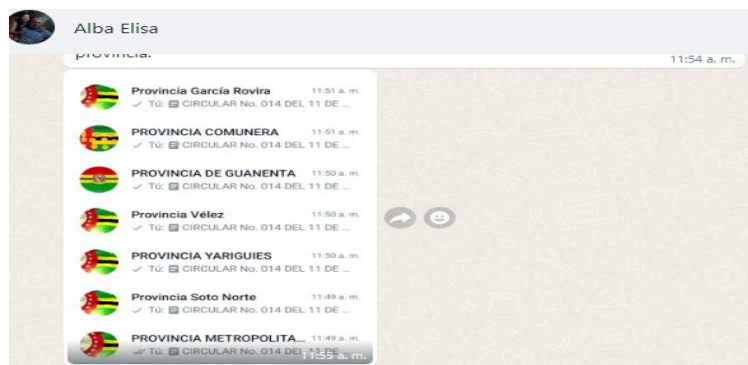 Alba Elisa
provincia.
11:54 a. m.
Provincia García Rovira 11:51 a. m.
Tú: CIRCULAR No. 014 DEL 11 DE ...
PROVINCIA COMUNERA 11:51 a. m.
Tú: CIRCULAR No. 014 DEL 11 DE ...
PROVINCIA DE GUANENTA 11:50 a. m.
Tú: CIRCULAR No. 014 DEL 11 DE ...
Provincia Vélez 11:50 a. m.
Tú: CIRCULAR No. 014 DEL 11 DE ...
PROVINCIA YARIGUIES 11:50 a. m.
Tú: CIRCULAR No. 014 DEL 11 DE ...
Provincia Soto Norte 11:49 a. m.
Tú: CIRCULAR No. 014 DEL 11 DE ...
PROVINCIA METROPOLITA... 11:49 a. m.
Tú: CIRCULAR No. 014 DEL 11 DE
11:55 a. m.